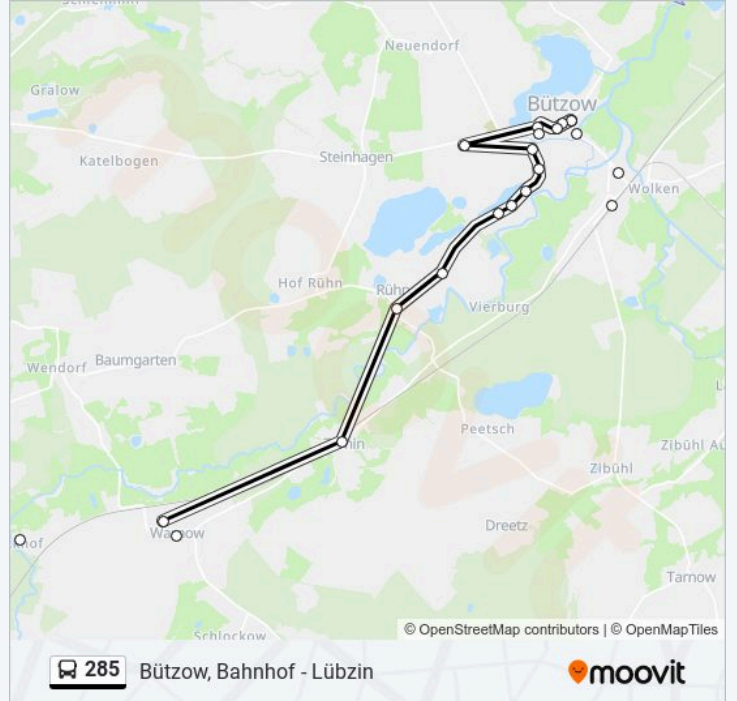 Neuendorf
Gralow
Bützow
Katelbogen
Steinhagen
Wolken
Hof Rühn
Vierburg
Wendorf
Baumgarten
Peetsch
Zibühl
Dreetz
Tarnow
Schlockow
© OpenStreetMap contributors | © OpenMapTiles
285 Bützow, Bahnhof - Lübzin
moovit